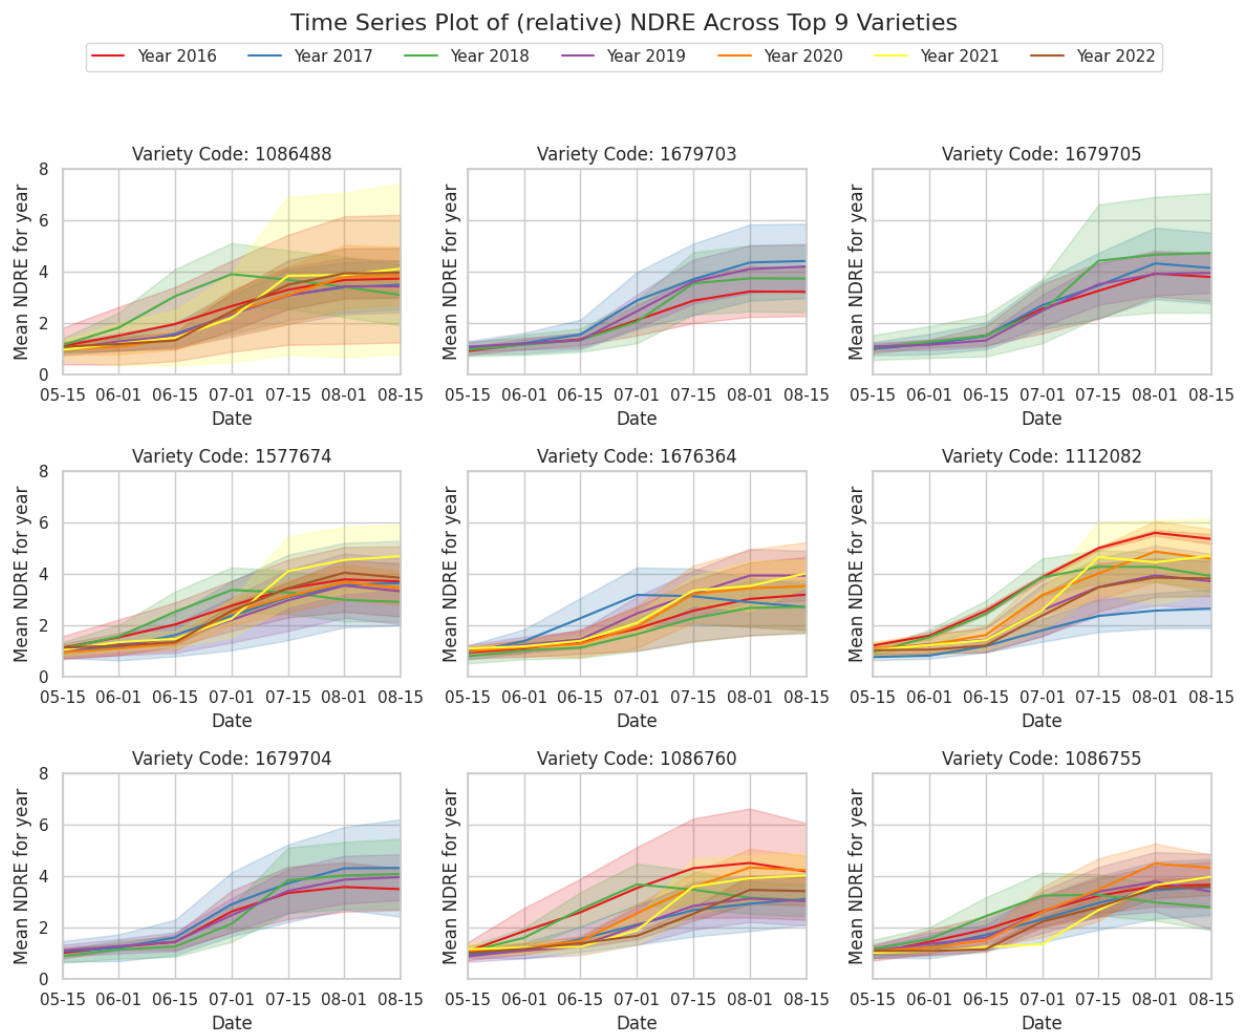 Time Series Plot of (relative) NDRE Across Top 9 Varieties
Year 2016 Year 2017 Year 2018 Year 2019 Year 2020 Year 2021 Year 2022
Variety Code: 1086488
Mean NDRE for year
8
6
4
2
0
05-15 06-01 06-15 07-01 07-15 08-01 08-15
Date
Variety Code: 1679703
Mean NDRE for year
05-15 06-01 06-15 07-01 07-15 08-01 08-15
Date
Variety Code: 1679705
Mean NDRE for year
05-15 06-01 06-15 07-01 07-15 08-01 08-15
Date
Variety Code: 1577674
Mean NDRE for year
8
6
4
2
0
05-15 06-01 06-15 07-01 07-15 08-01 08-15
Date
Variety Code: 1676364
Mean NDRE for year
05-15 06-01 06-15 07-01 07-15 08-01 08-15
Date
Variety Code: 1112082
Mean NDRE for year
05-15 06-01 06-15 07-01 07-15 08-01 08-15
Date
Variety Code: 1679704
Mean NDRE for year
8
6
4
2
0
05-15 06-01 06-15 07-01 07-15 08-01 08-15
Date
Variety Code: 1086760
Mean NDRE for year
05-15 06-01 06-15 07-01 07-15 08-01 08-15
Date
Variety Code: 1086755
Mean NDRE for year
05-15 06-01 06-15 07-01 07-15 08-01 08-15
Date